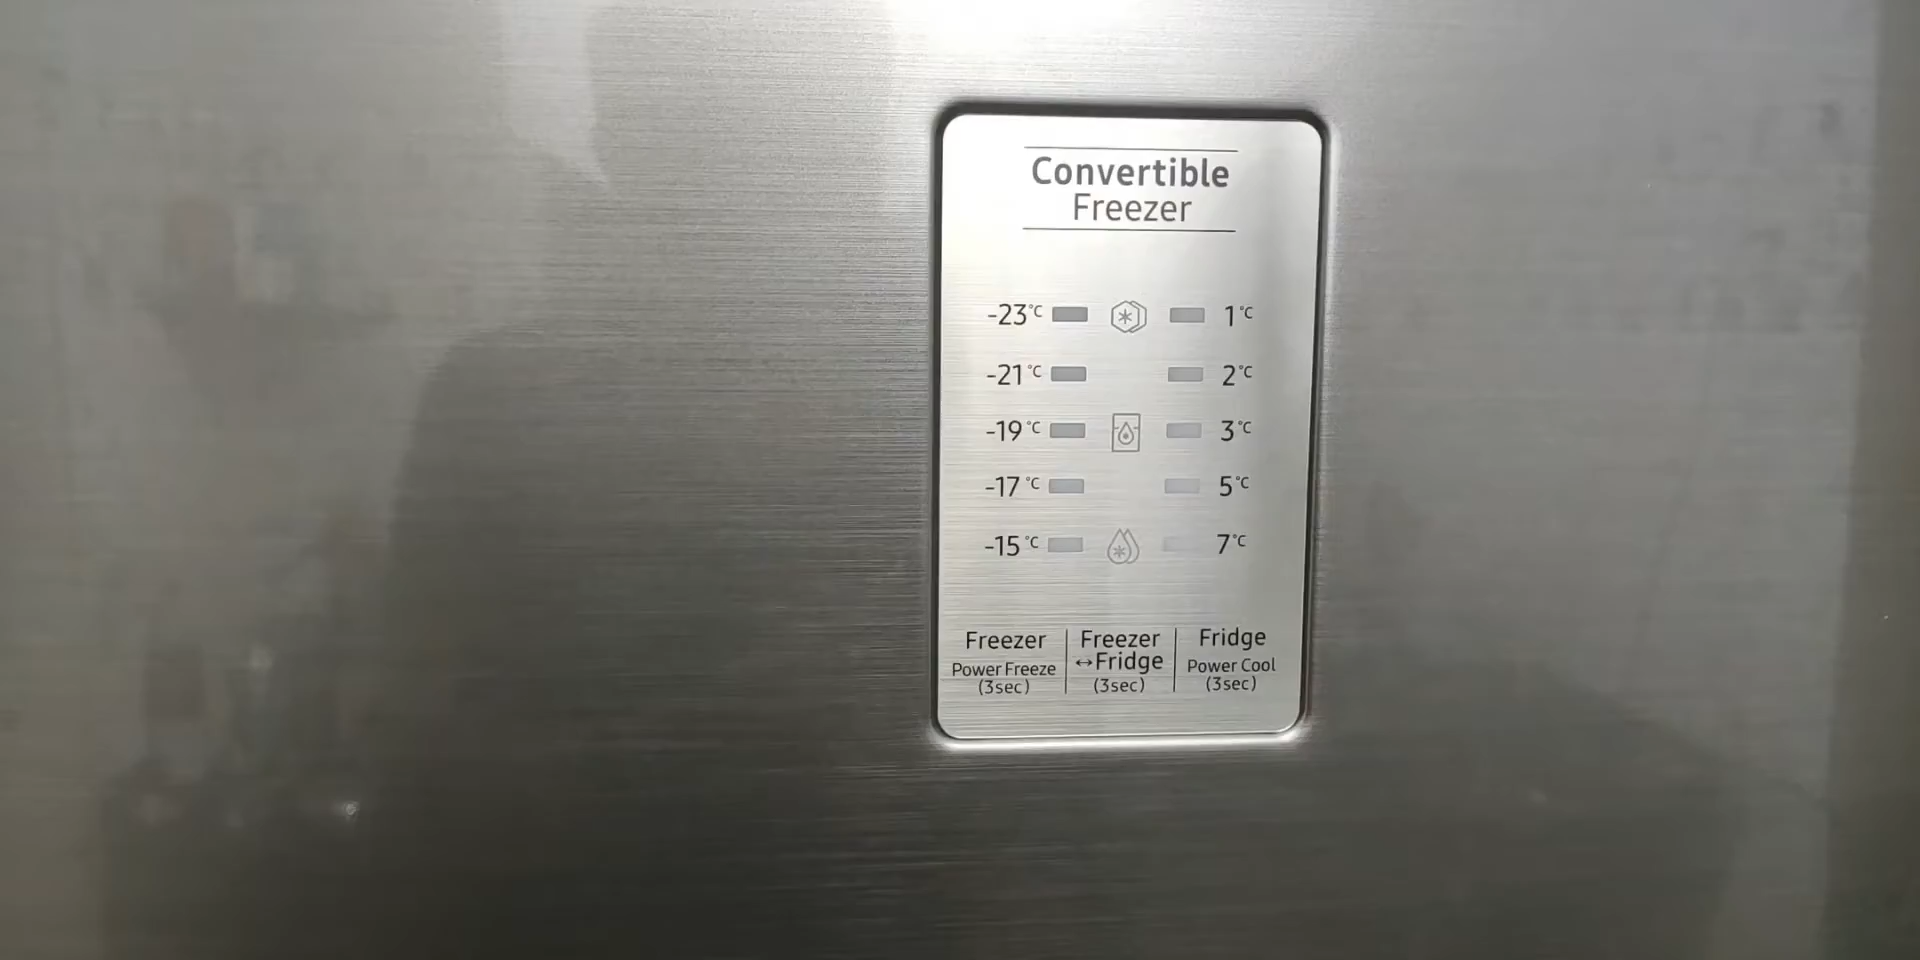 Convertible
Freezer
-23°C 1°C
-21°C 2°C
-19°C 3°C
-17°C 5°C
-15°C 7°C
Freezer
Power Freeze
(3sec)
Freezer
↔Fridge
(3sec)
Fridge
Power Cool
(3sec)